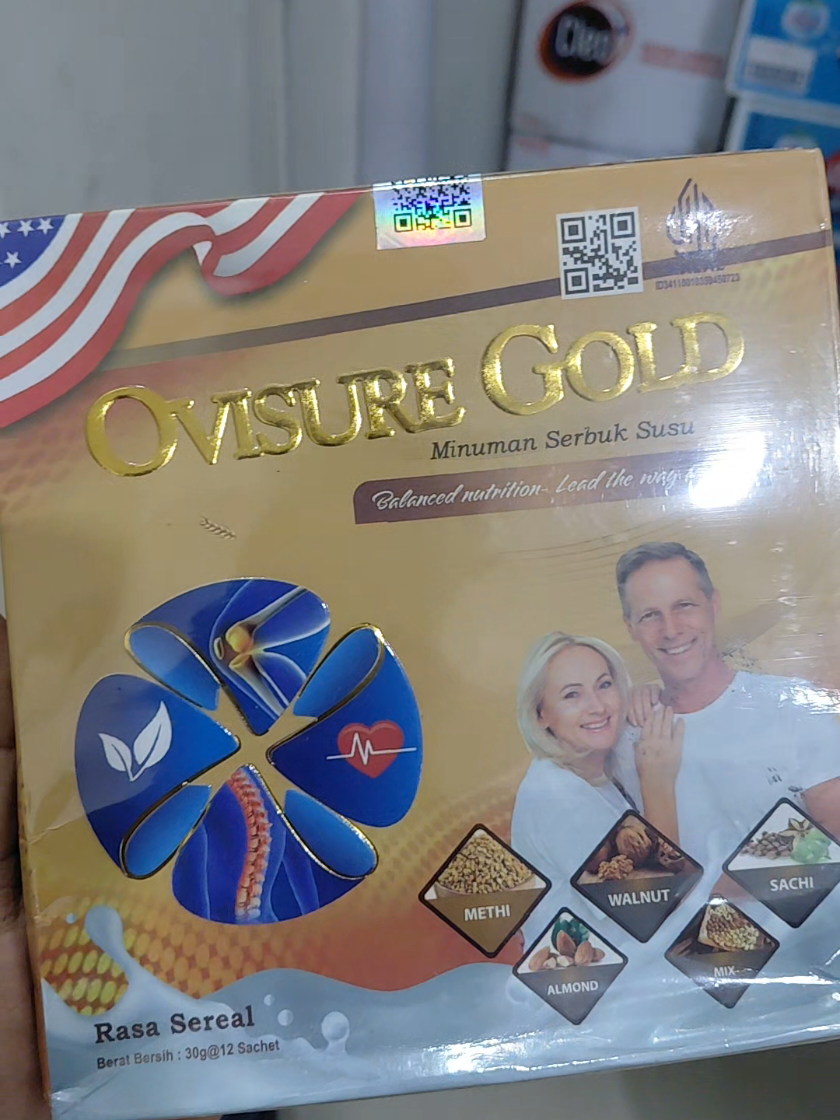 Cleo
ID34110010359450723
OVISURE GOLD
Minuman Serbuk Susu
Balanced nutrition- Lead the way
METHI
WALNUT
SACHI
ALMOND
MIX
Rasa Sereal
Berat Bersih : 30g@12 Sachet